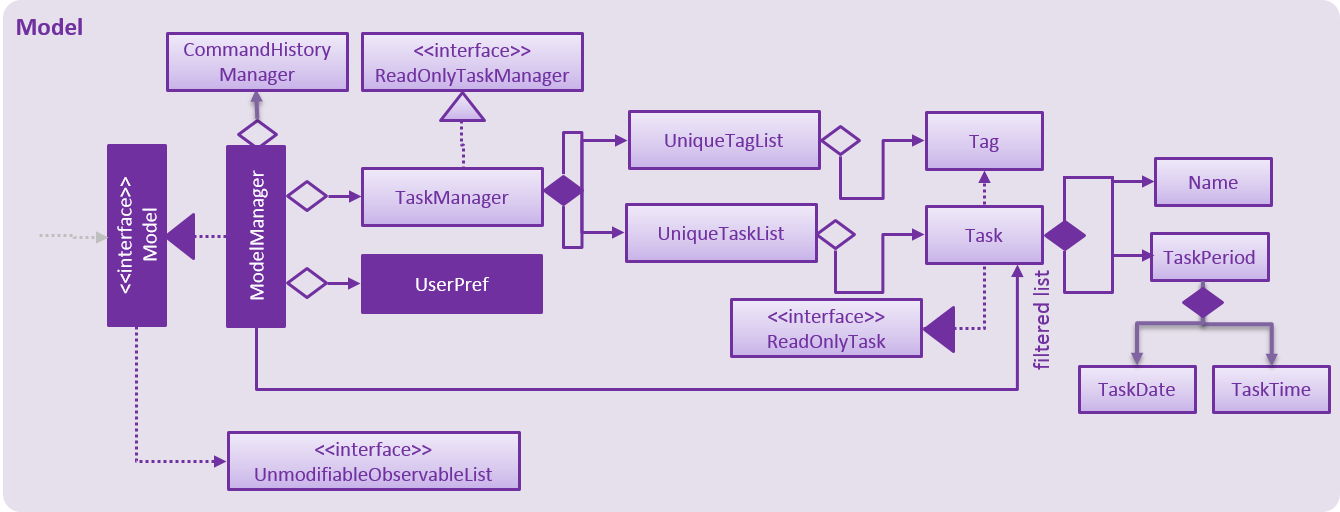 Model
CommandHistory
Manager
<<interface>>
ReadOnlyTaskManager
UniqueTagList
Tag
<<interface>>
Model
ModelManager
TaskManager
Name
UniqueTaskList
Task
TaskPeriod
UserPref
filtered list
<<interface>>
ReadOnlyTask
TaskDate
TaskTime
<<interface>>
UnmodifiableObservableList